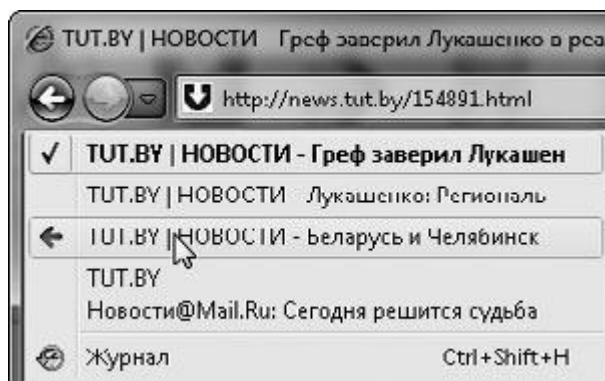 TUT.BY | НОВОСТИ Греф заверил Лукашенко в реа
http://news.tut.by/154891.html
TUT.BY | НОВОСТИ - Греф заверил Лукашен
TUT.BY | НОВОСТИ Лукашенко: Региональ
TUT.BY | НОВОСТИ - Беларусь и Челябинск
TUT.BY
Новости@Mail.Ru: Сегодня решится судьба
Журнал Ctrl+Shift+H